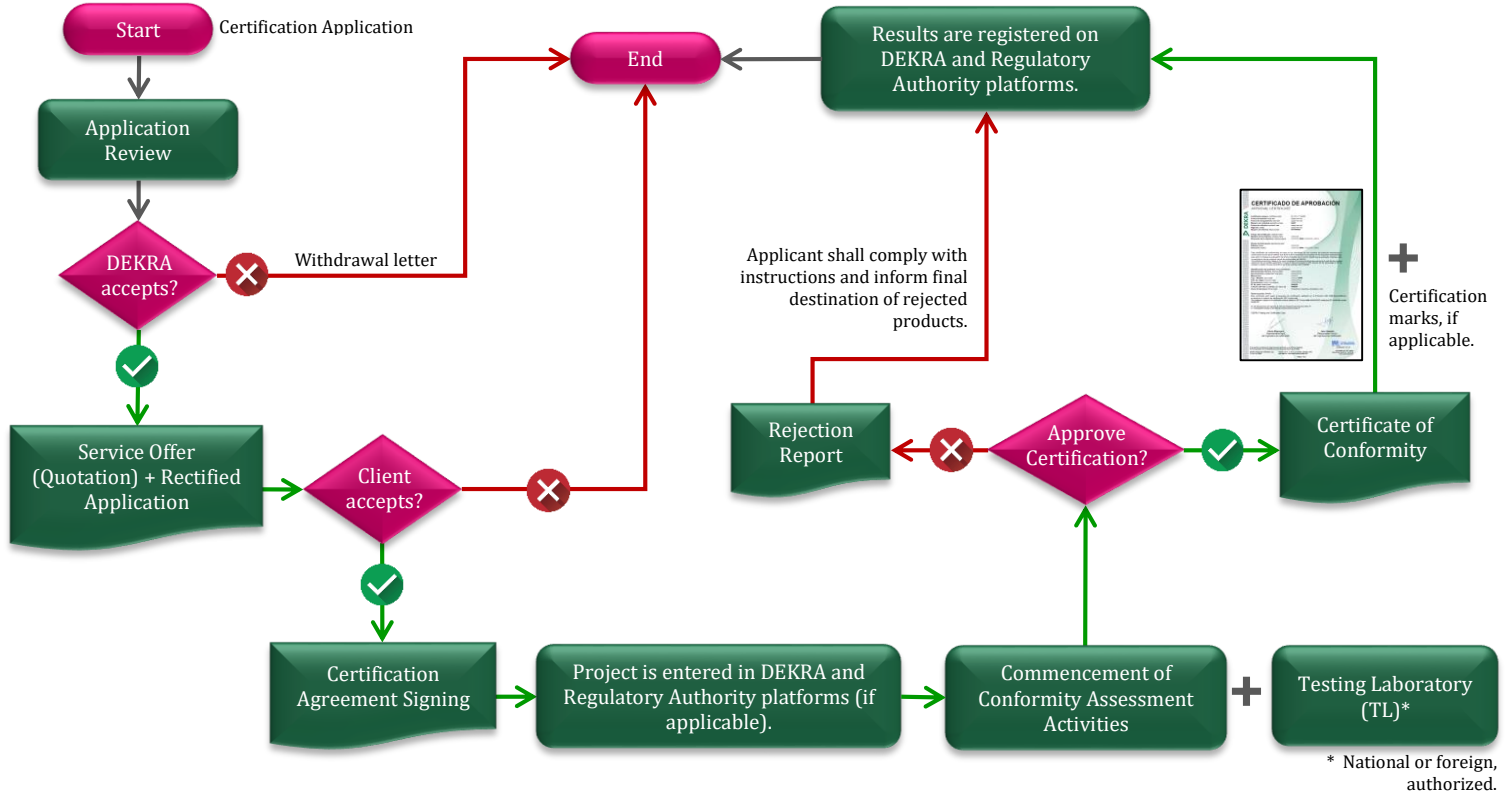 Start
Certification Application
Application
Review
DEKRA
accepts?
Withdrawal letter
End
Results are registered on
DEKRA and Regulatory
Authority platforms.
Applicant shall comply with
instructions and inform final
destination of rejected
products.
CERTIFICADO DE APROBACIÓN
DEKRA
Certification
marks, if
applicable.
Service Offer
(Quotation) + Rectified
Application
Client
accepts?
Rejection
Report
Approve
Certification?
Certificate of
Conformity
Certification
Agreement Signing
Project is entered in DEKRA and
Regulatory Authority platforms (if
applicable).
Commencement of
Conformity Assessment
Activities
Testing Laboratory
(TL)*
* National or foreign,
authorized.